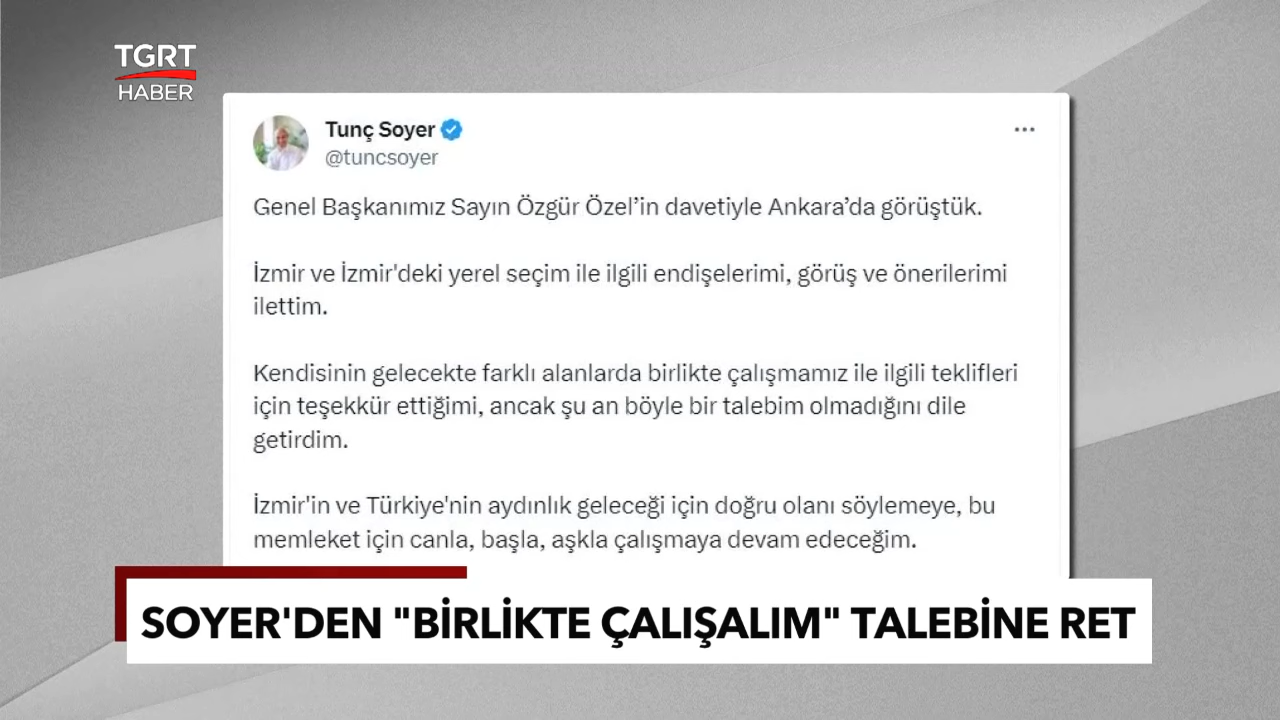 TGRT
HABER
Tunç Soyer
@tuncsoyer
Genel Başkanımız Sayın Özgür Özel’in davetiyle Ankara’da görüştük.
İzmir ve İzmir'deki yerel seçim ile ilgili endişelerimi, görüş ve önerilerimi
ilettim.
Kendisinin gelecekte farklı alanlarda birlikte çalışmamız ile ilgili teklifleri
için teşekkür ettiğimi, ancak şu an böyle bir talebim olmadığını dile
getirdim.
İzmir'in ve Türkiye'nin aydınlık geleceği için doğru olanı söylemeye, bu
memleket için canla, başla, aşkla çalışmaya devam edeceğim.
SOYER'DEN "BİRLİKTE ÇALIŞALIM" TALEBİNE RET